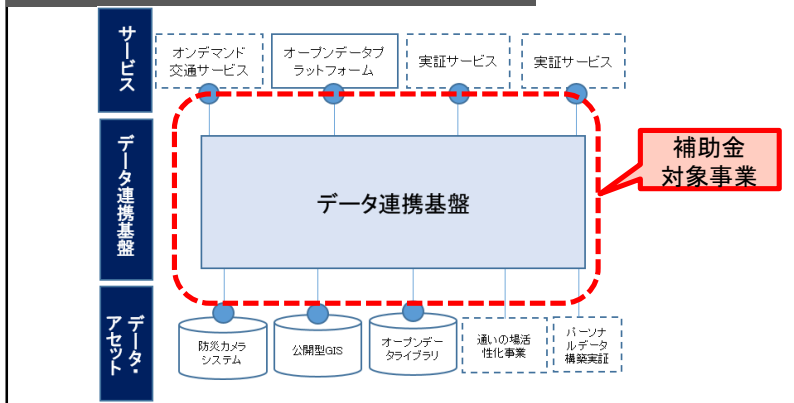 サービス
オンデマンド
交通サービス
オープンデータプ
ラットフォーム
実証サービス
実証サービス
データ連携基盤
データ連携基盤
補助金
対象事業
データ・
アセット
防災カメラ
システム
公開型GIS
オープンデー
タライブラリ
通いの場活
性化事業
パーソナ
ルデータ
構築実証